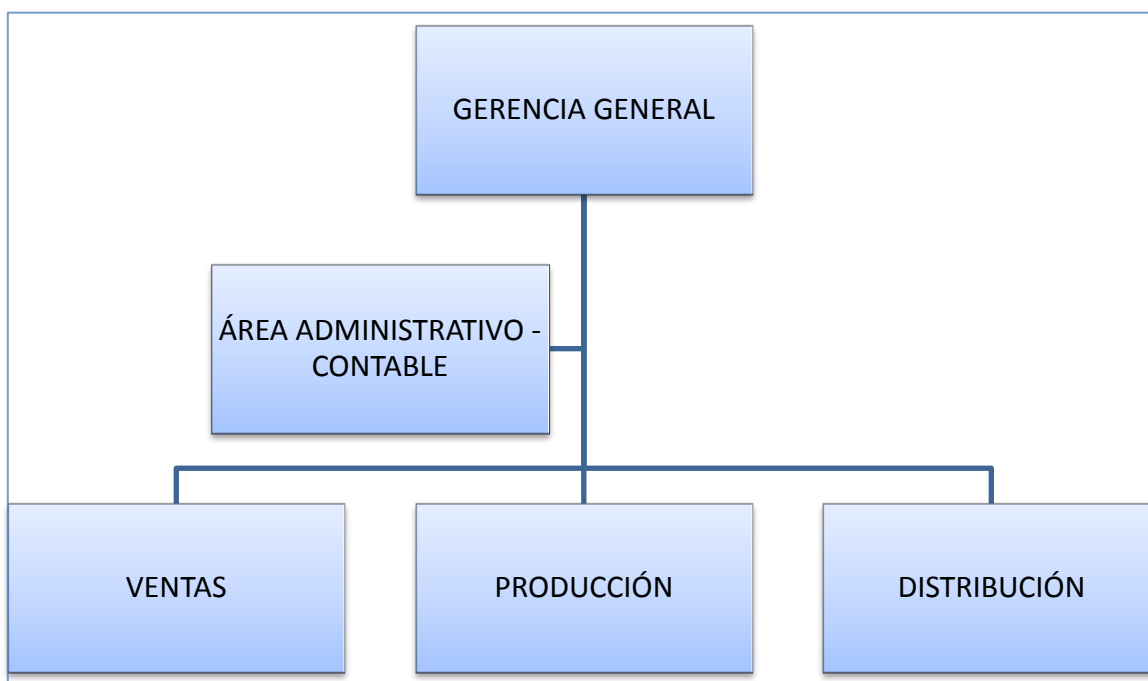 GERENCIA GENERAL
ÁREA ADMINISTRATIVO -
CONTABLE
VENTAS
PRODUCCIÓN
DISTRIBUCIÓN